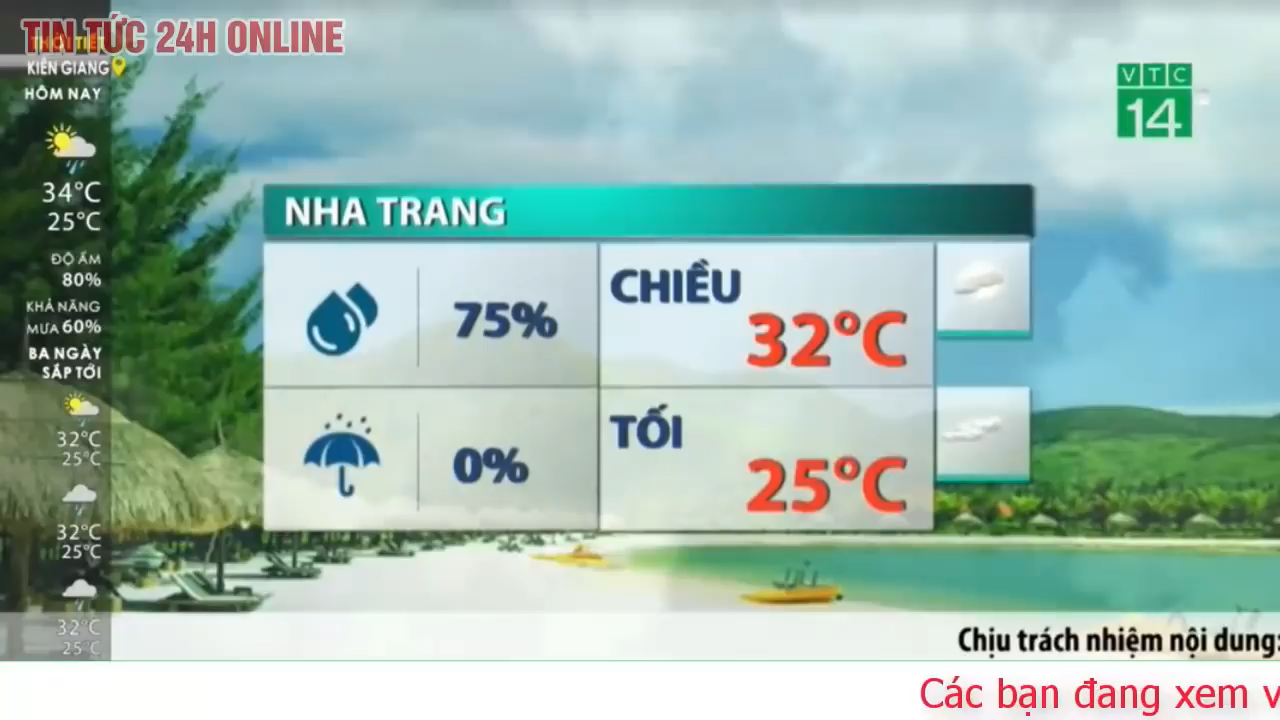 TIN TỨC 24H ONLINE
THỜI TIẾT
KIÊN GIANG
HÔM NAY
34°C
25°C
ĐỘ ẨM
80%
KHẢ NĂNG
MƯA 60%
BA NGÀY
SẮP TỚI
32°C
25°C
32°C
25°C
32°C
25°C
VTC
14
NHA TRANG
75%
CHIỀU
32°C
0%
TỐI
25°C
Chịu trách nhiệm nội dung:
Các bạn đang xem v